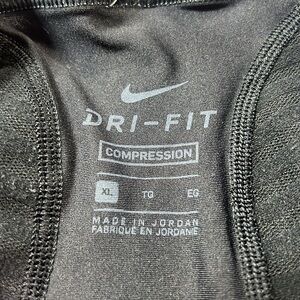 DRI-FIT
COMPRESSION
XL TG EG
MADE IN JORDAN
FABRIQUÉ EN JORDANIE